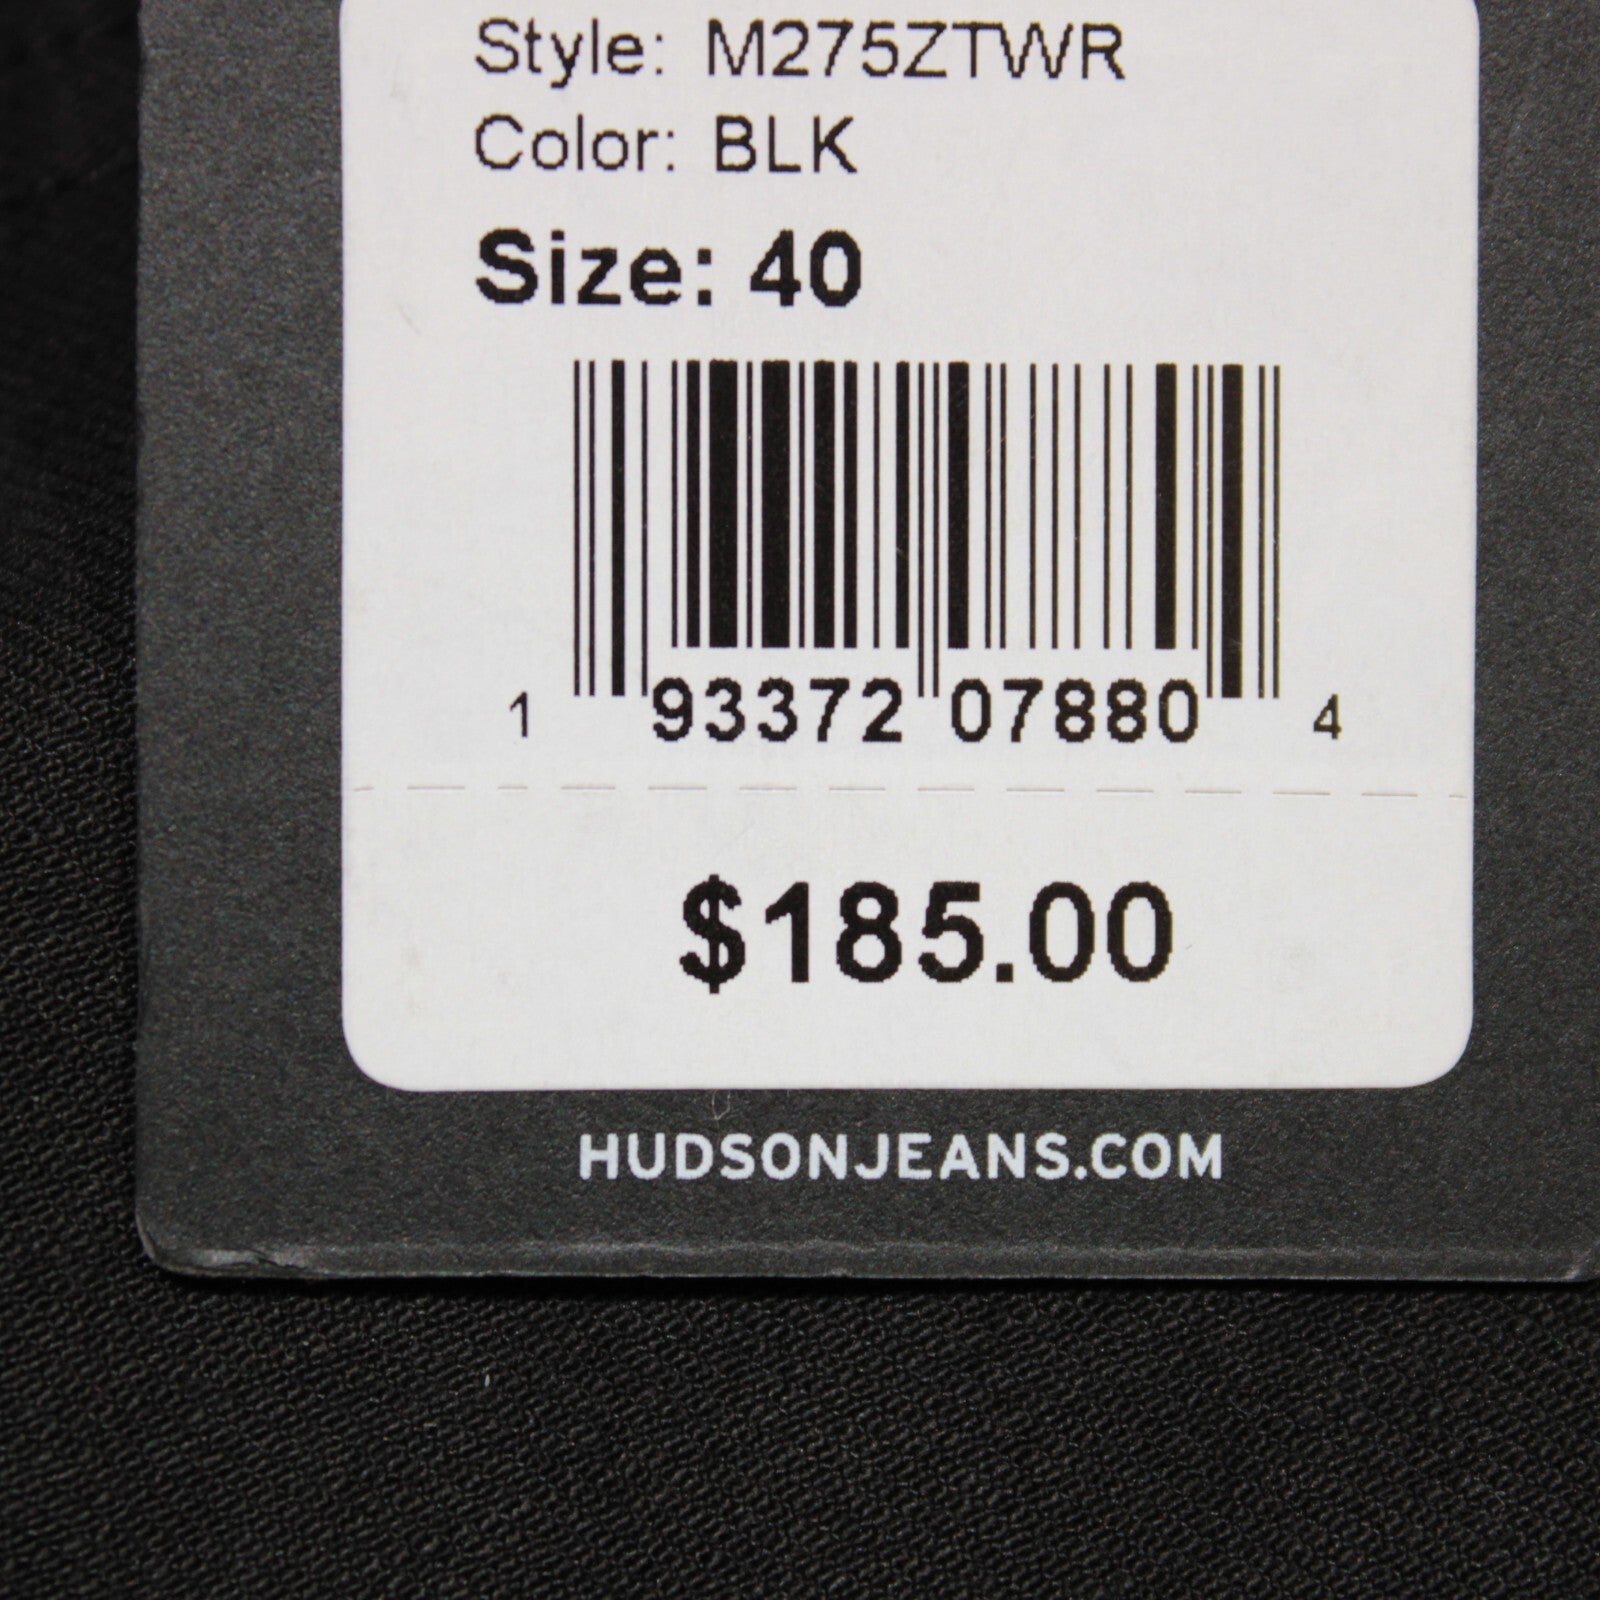 Style: M275ZTWR
Color: BLK
Size: 40
1 93372 07880 4
$185.00
HUDSONJEANS.COM